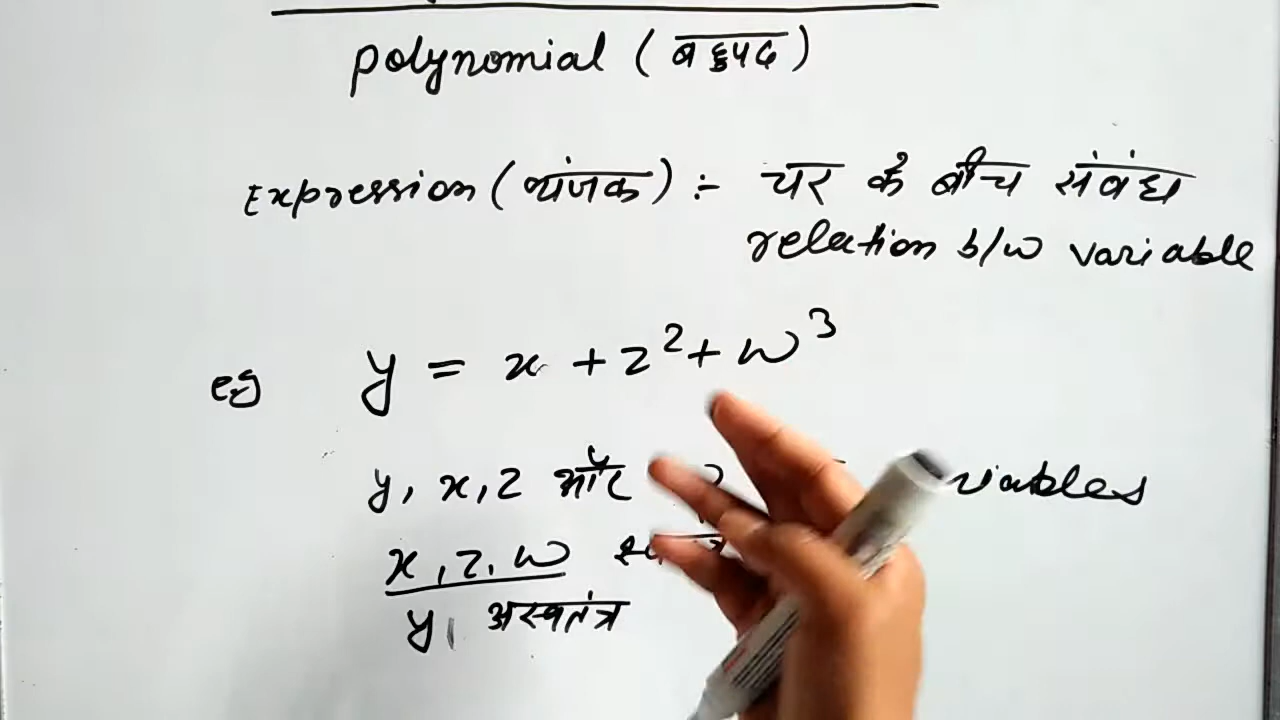 polynomial (बहुपद)
Expression (व्यंजक) :- चर के बीच संबंध
relation b/w variable
eg y = x + z² + w³
y, x, z और
x, z, w
y, अस्वतंत्र